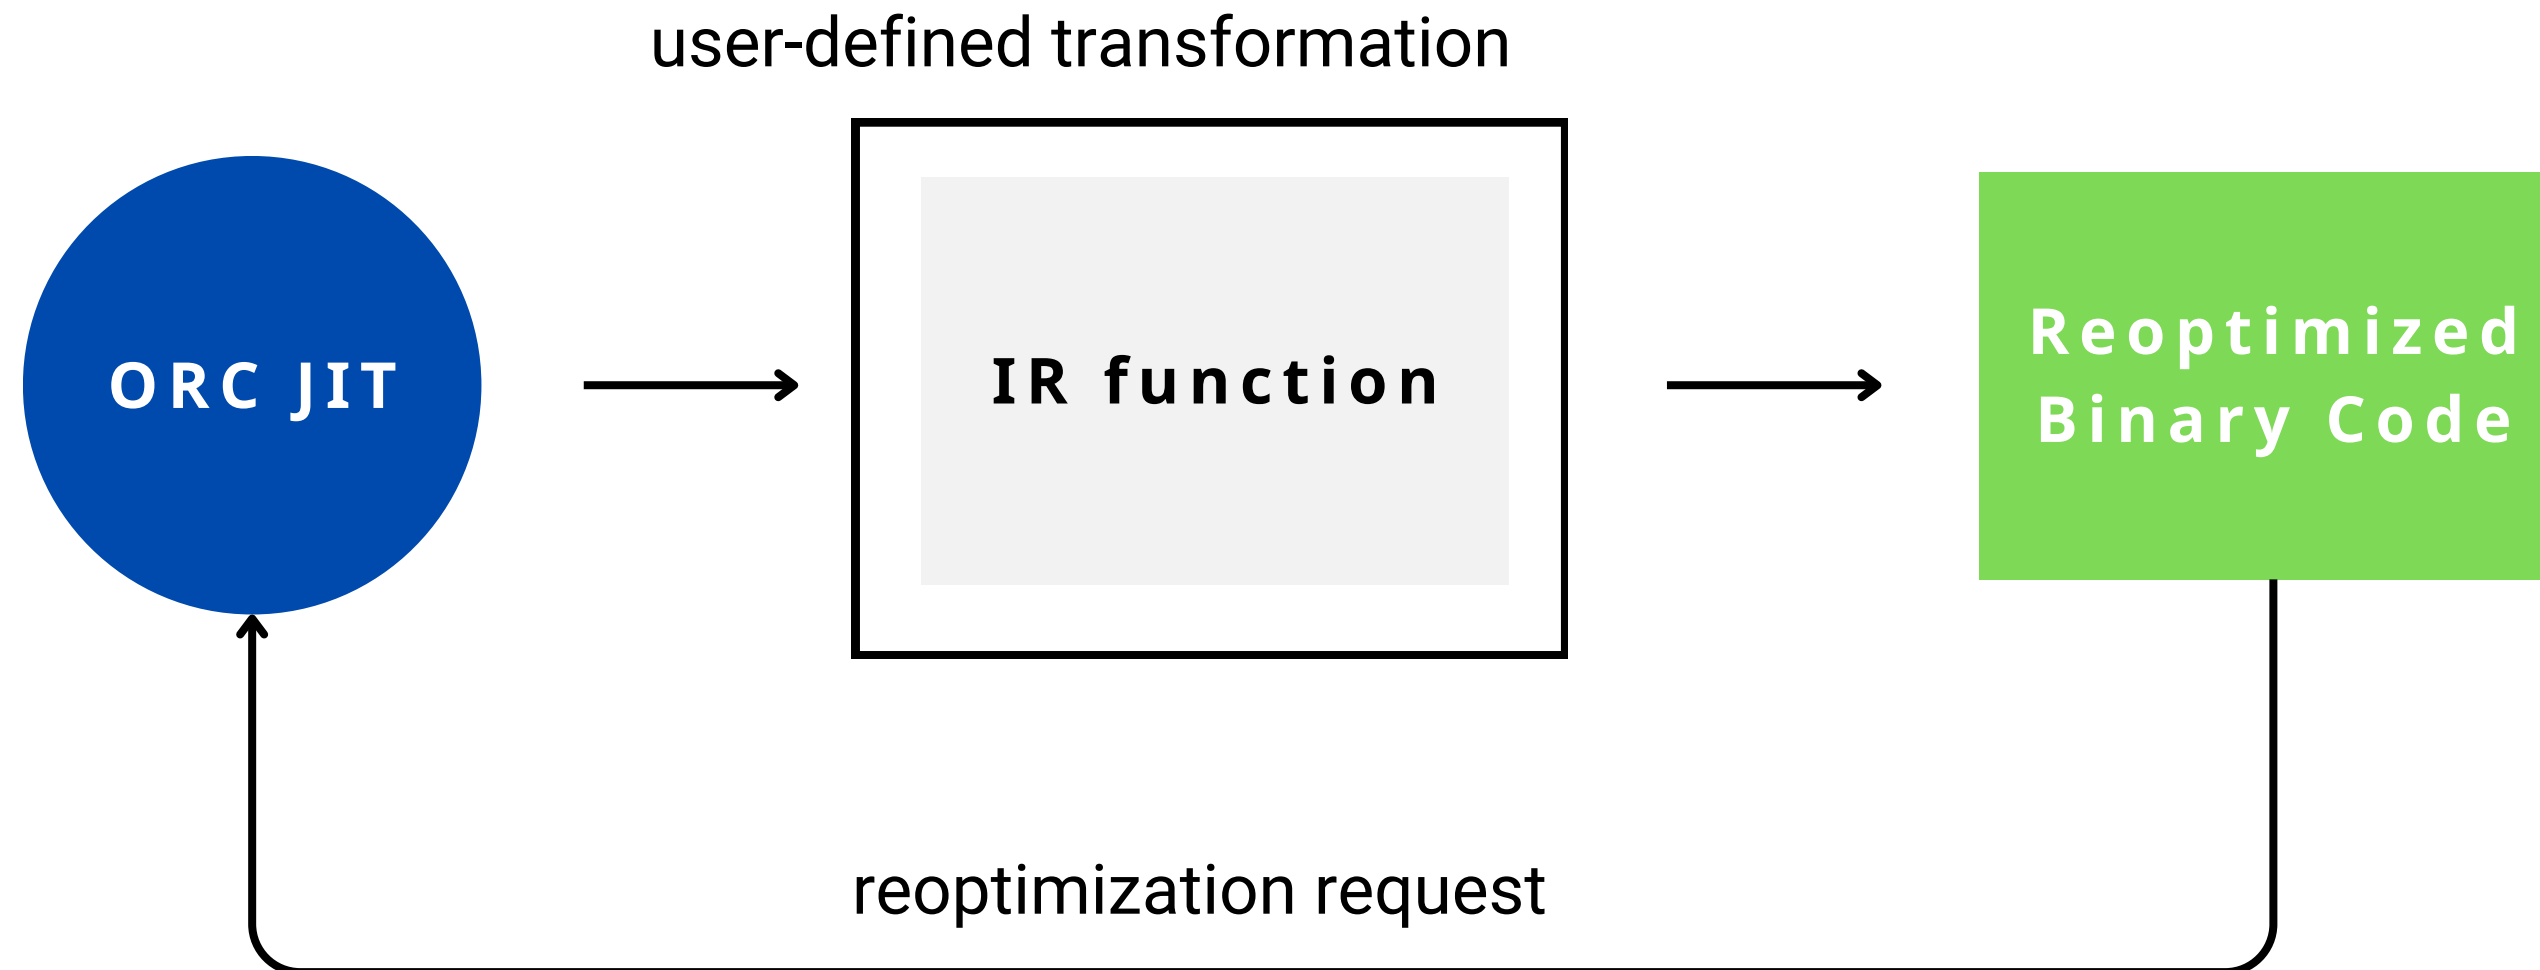 user-defined transformation
ORC JIT
IR function
Reoptimized
Binary Code
reoptimization request